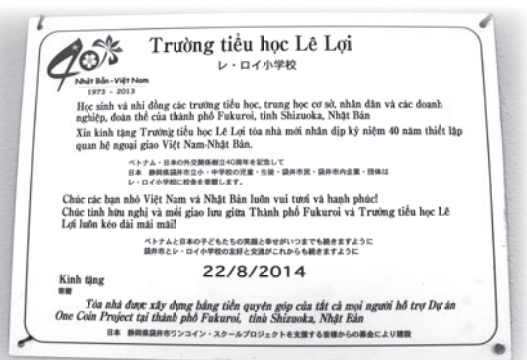 Trường tiểu học Lê Lợi
レ・ロイ小学校
40
Nhật Bản-Việt Nam
1973 - 2013
Học sinh và nhi đồng các trường tiểu học, trung học cơ sở, nhân dân và các doanh
nghiệp, đoàn thể của thành phố Fukuroi, tỉnh Shizuoka, Nhật Bản
Xin kính tặng Trường tiểu học Lê Lợi tòa nhà mới nhân dịp kỷ niệm 40 năm thiết lập
quan hệ ngoại giao Việt Nam-Nhật Bản.
ベトナム・日本の外交関係樹立40周年を記念して
日本 静岡県袋井市立小・中学校の児童・生徒・袋井市民・袋井市内企業・団体は
レ・ロイ小学校に校舎を寄贈します。
Chúc các bạn nhỏ Việt Nam và Nhật Bản luôn vui tươi và hạnh phúc!
Chúc tình hữu nghị và mối giao lưu giữa Thành phố Fukuroi và Trường tiểu học Lê
Lợi luôn kéo dài mãi mãi!
ベトナムと日本の子どもたちの笑顔と幸せがいつまでも続きますように
袋井市とレ・ロイ小学校の友好と交流がこれからも続きますように
22/8/2014
Kính tặng
寄贈
Tòa nhà được xây dựng bằng tiền quyên góp của tất cả mọi người hỗ trợ Dự án
One Coin Project tại thành phố Fukuroi, tỉnh Shizuoka, Nhật Bản
日本 静岡県袋井市ワンコイン・スクールプロジェクトを支援する皆様からの募金により建設